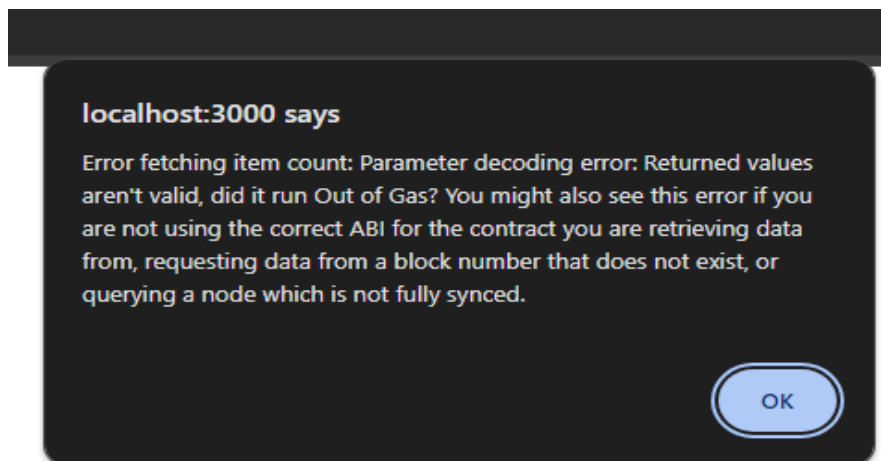 localhost:3000 says
Error fetching item count: Parameter decoding error: Returned values
aren't valid, did it run Out of Gas? You might also see this error if you
are not using the correct ABI for the contract you are retrieving data
from, requesting data from a block number that does not exist, or
querying a node which is not fully synced.
OK